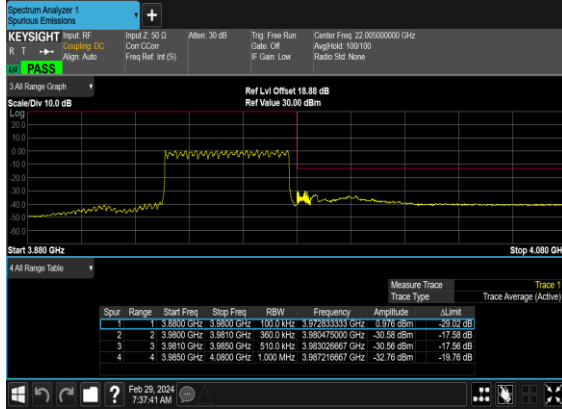 Spectrum Analyzer 1
Spurious Emissions
KEYSIGHT Input: RF Input Z: 50 Ω Atten: 30 dB Trig: Free Run Center Freq: 22.005000000 GHz
R T Coupling: DC Corr CCorr Gate: Off Avg|Hold: 100/100
Align: Auto Freq Ref: Int (S) IF Gain: Low Radio Std: None
PASS
3 All Range Graph Ref Lvl Offset 18.88 dB
Scale/Div 10.0 dB Ref Value 30.00 dBm
Log
20.0
10.0
0.00
-10.0
-20.0
-30.0
-40.0
-50.0
-60.0
Start 3.880 GHz Stop 4.080 GH
4 All Range Table
Measure Trace Trace 1
Trace Type Trace Average (Active)
Spur Range Start Freq Stop Freq RBW Frequency Amplitude ΔLimit
1 1 3.8800 GHz 3.9800 GHz 100.0 kHz 3.972833333 GHz 0.976 dBm -29.02 dB
2 2 3.9800 GHz 3.9810 GHz 360.0 kHz 3.980475000 GHz -30.58 dBm -17.58 dB
3 3 3.9810 GHz 3.9850 GHz 510.0 kHz 3.983026667 GHz -30.56 dBm -17.56 dB
4 4 3.9850 GHz 4.0800 GHz 1.000 MHz 3.987216667 GHz -32.76 dBm -19.76 dB
Feb 29, 2024
7:37:41 AM